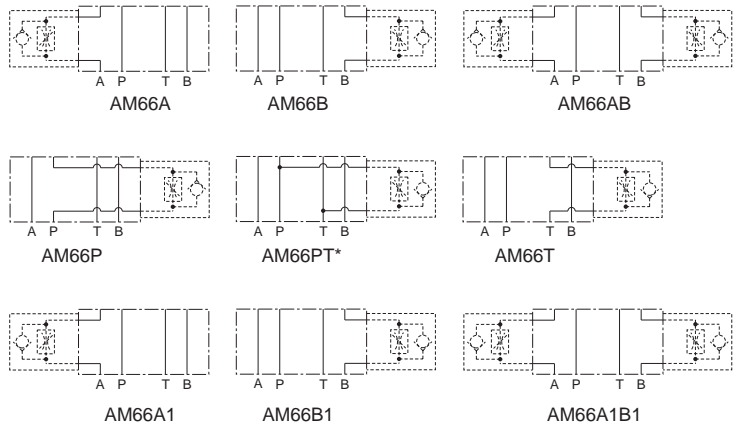 A P T B
A P T B
A P T B
AM66A
AM66B
AM66AB
A P T B
A P T B
A P T B
AM66P
AM66PT*
AM66T
A P T B
A P T B
A P T B
AM66A1
AM66B1
AM66A1B1